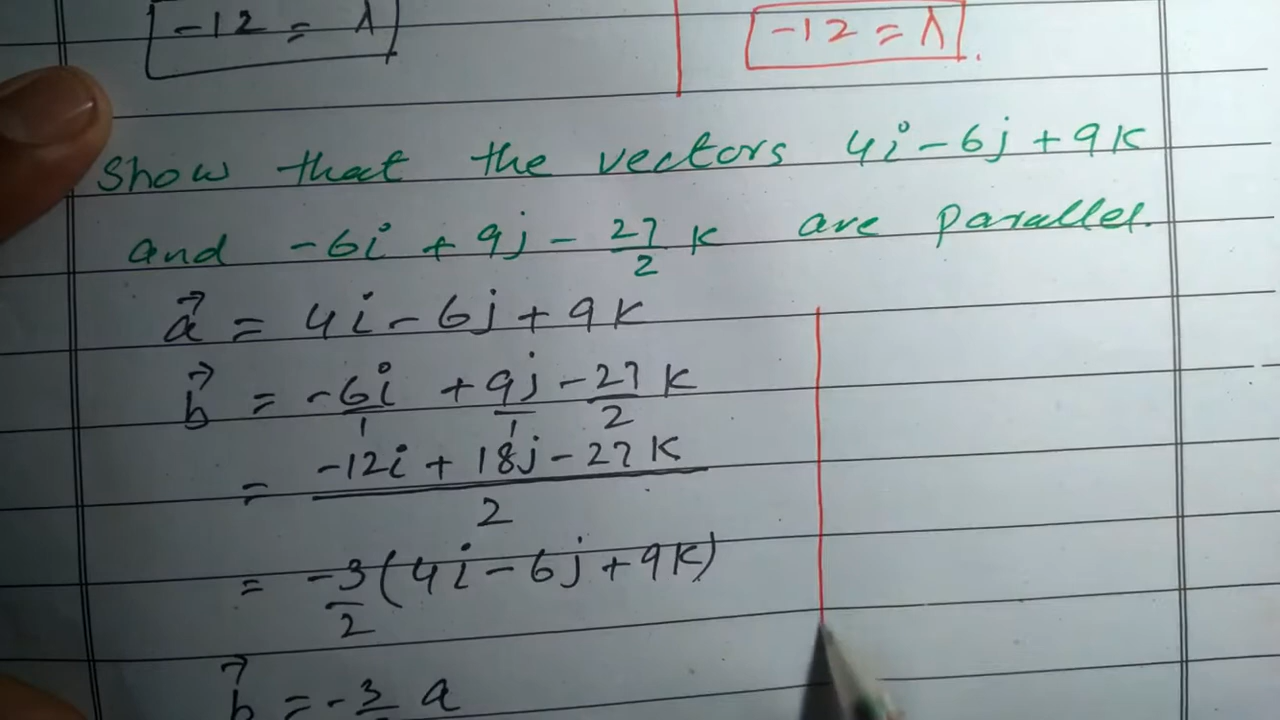 -12 = λ
-12 = λ.
Show that the vectors 4i - 6j + 9k
and -6i + 9j - 27/2 k are parallel.
a⃗ = 4i - 6j + 9k
b⃗ = -6i/1 + 9j/1 - 27/2 k
= (-12i + 18j - 27k)/2
= -3/2 (4i - 6j + 9k)
b⃗ = -3/ a